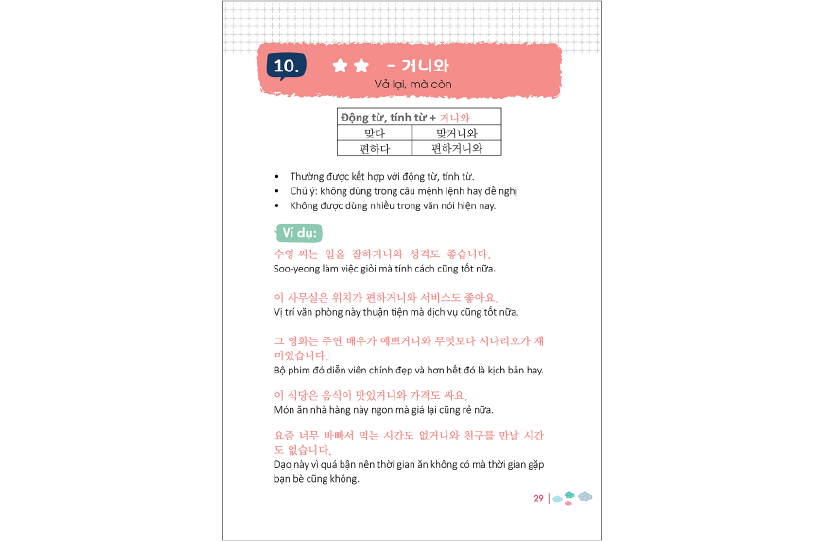 10. - 거니와
Vả lại, mà còn
Động từ, tính từ + 거니와
맞다 맞거니와
편하다 편하거니와
• Thường được kết hợp với động từ, tính từ.
• Chú ý: không dùng trong câu mệnh lệnh hay đề nghị
• Không được dùng nhiều trong văn nói hiện nay.
Ví dụ:
수영 씨는 일을 잘하거니와 성격도 좋습니다.
Soo-yeong làm việc giỏi mà tính cách cũng tốt nữa.
이 사무실은 위치가 편하거니와 서비스도 좋아요.
Vị trí văn phòng này thuận tiện mà dịch vụ cũng tốt nữa.
그 영화는 주연 배우가 예쁘거니와 무엇보다 시나리오가 재
미있습니다.
Bộ phim đó diễn viên chính đẹp và hơn hết đó là kịch bản hay.
이 식당은 음식이 맛있거니와 가격도 싸요.
Món ăn nhà hàng này ngon mà giá lại cũng rẻ nữa.
요즘 너무 바빠서 먹는 시간도 없거니와 친구를 만날 시간
도 없습니다.
Dạo này vì quá bận nên thời gian ăn không có mà thời gian gặp
bạn bè cũng không.
29